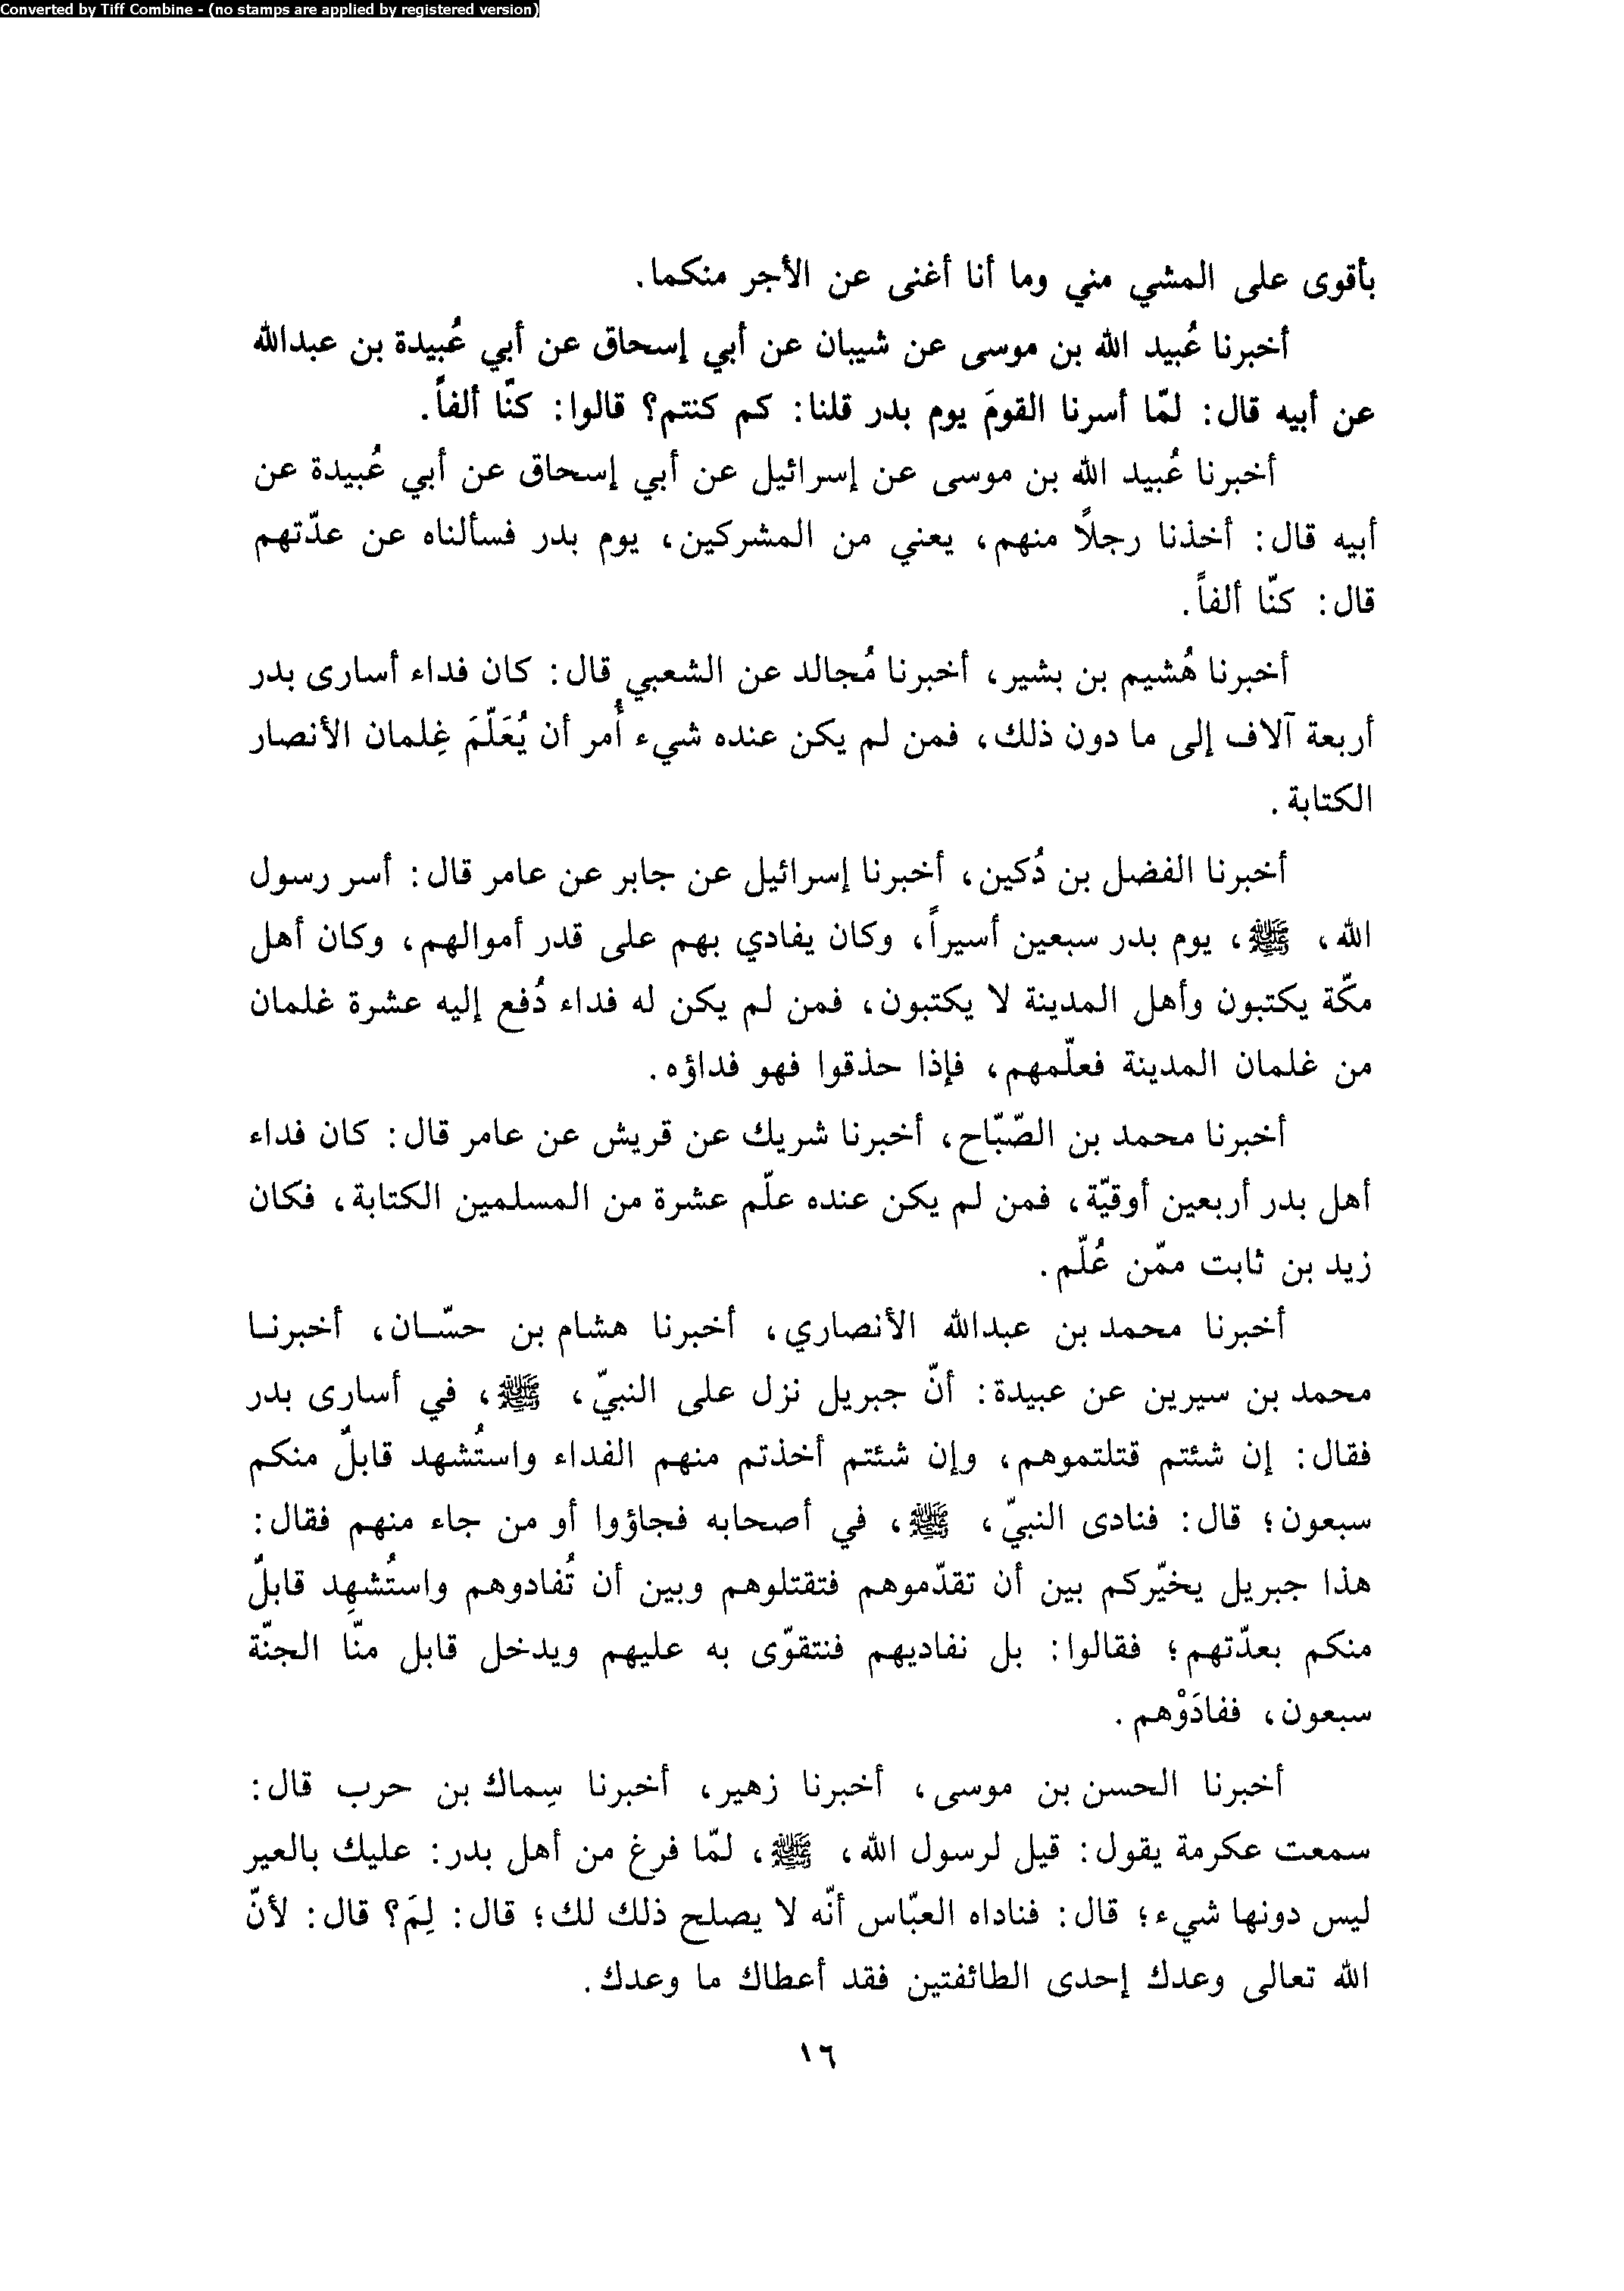 Converted by Tiff Combine - (no stamps are applied by registered version)
بأقوى على المشي مني وما أنا أغنى عن الأجر منكما.
أخبرنا عُبيد الله بن موسى عن شيبان عن أبي إسحاق عن أبي عُبيدة بن عبدالله
عن أبيه قال: لمّا أسرنا القومَ يوم بدر قلنا: كم كنتم؟ قالوا: كنّا ألفاً.
أخبرنا عُبيد الله بن موسى عن إسرائيل عن أبي إسحاق عن أبي عُبيدة عن
أبيه قال: أخذنا رجلاً منهم، يعني من المشركين، يوم بدر فسألناه عن عدّتهم
قال: كنّا ألفاً.
أخبرنا هُشيم بن بشير، أخبرنا مُجالد عن الشعبي قال: كان فداء أسارى بدر
أربعة آلاف إلى ما دون ذلك، فمن لم يكن عنده شيء أُمر أن يُعَلّمَ غِلمان الأنصار
الكتابة.
أخبرنا الفضل بن دُكين، أخبرنا إسرائيل عن جابر عن عامر قال: أسر رسول
الله، ﷺ، يوم بدر سبعين أسيراً، وكان يفادي بهم على قدر أموالهم، وكان أهل
مكّة يكتبون وأهل المدينة لا يكتبون، فمن لم يكن له فداء دُفع إليه عشرة غلمان
من غلمان المدينة فعلّمهم، فإذا حذقوا فهو فداؤه.
أخبرنا محمد بن الصّبّاح، أخبرنا شريك عن قريش عن عامر قال: كان فداء
أهل بدر أربعين أوقيّة، فمن لم يكن عنده علّم عشرة من المسلمين الكتابة، فكان
زيد بن ثابت ممّن عُلّم.
أخبرنا محمد بن عبدالله الأنصاري، أخبرنا هشام بن حسّـان، أخبرنـا
محمد بن سيرين عن عبيدة: أنّ جبريل نزل على النبيّ، ﷺ، في أسارى بدر
فقال: إن شئتم قتلتموهم، وإن شئتم أخذتم منهم الفداء واستُشهد قابلٌ منكم
سبعون؛ قال: فنادى النبيّ، ﷺ، في أصحابه فجاؤوا أو من جاء منهم فقال:
هذا جبريل يخيّركم بين أن تقدّموهم فتقتلوهم وبين أن تُفادوهم واستُشهِد قابلٌ
منكم بعدّتهم؛ فقالوا: بل نفاديهم فنتقوّى به عليهم ويدخل قابل منّا الجنّة
سبعون، ففادَوْهم.
أخبرنا الحسن بن موسى، أخبرنا زهير، أخبرنا سِماك بن حرب قال:
سمعت عكرمة يقول: قيل لرسول الله، ﷺ، لمّا فرغ من أهل بدر: عليك بالعير
ليس دونها شيء؛ قال: فناداه العبّاس أنّه لا يصلح ذلك لك؛ قال: لِمَ؟ قال: لأنّ
الله تعالى وعدك إحدى الطائفتين فقد أعطاك ما وعدك.
١٦